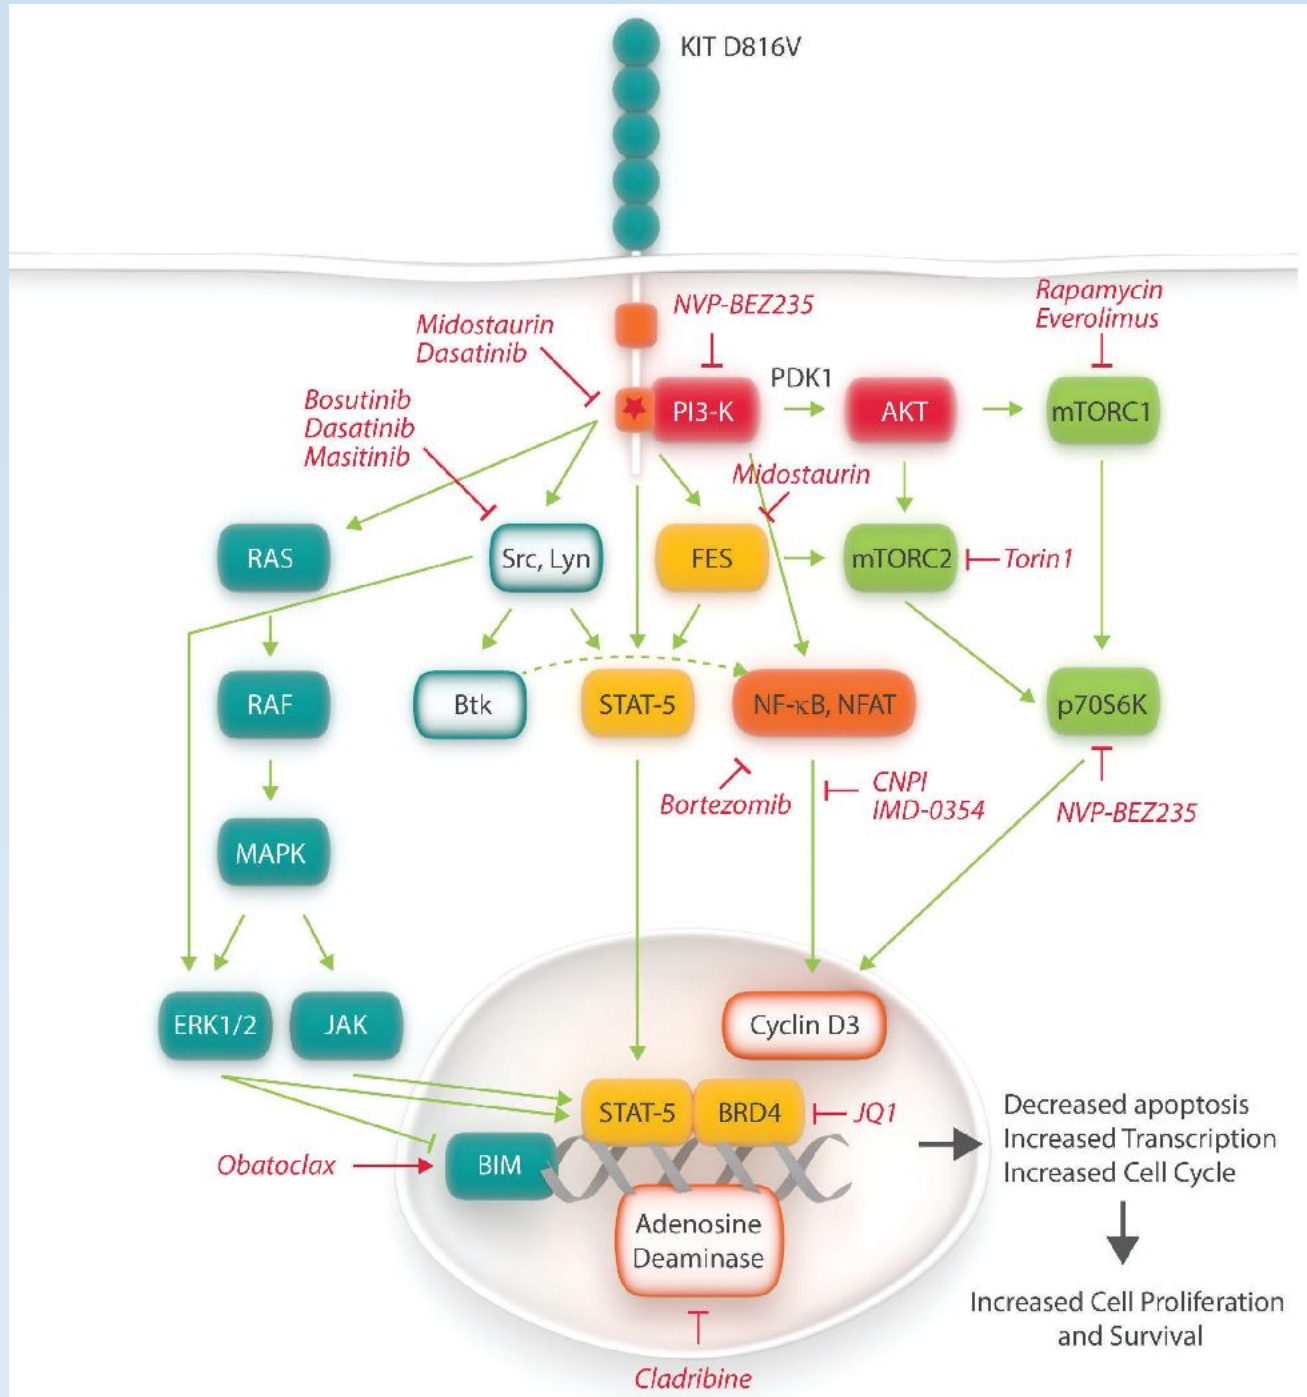 KIT D816V
NVP-BEZ235
Rapamycin
Everolimus
Midostaurin
Dasatinib
PDK1
PI3-K
AKT
mTORC1
Bosutinib
Dasatinib
Masitinib
Midostaurin
RAS
Src, Lyn
FES
mTORC2
Torin1
RAF
Btk
STAT-5
NF-κB, NFAT
p70S6K
Bortezomib
CNPI
IMD-0354
NVP-BEZ235
MAPK
ERK1/2
JAK
Cyclin D3
STAT-5
BRD4
JQ1
Obatoclax
BIM
Adenosine
Deaminase
Decreased apoptosis
Increased Transcription
Increased Cell Cycle
Increased Cell Proliferation
and Survival
Cladribine